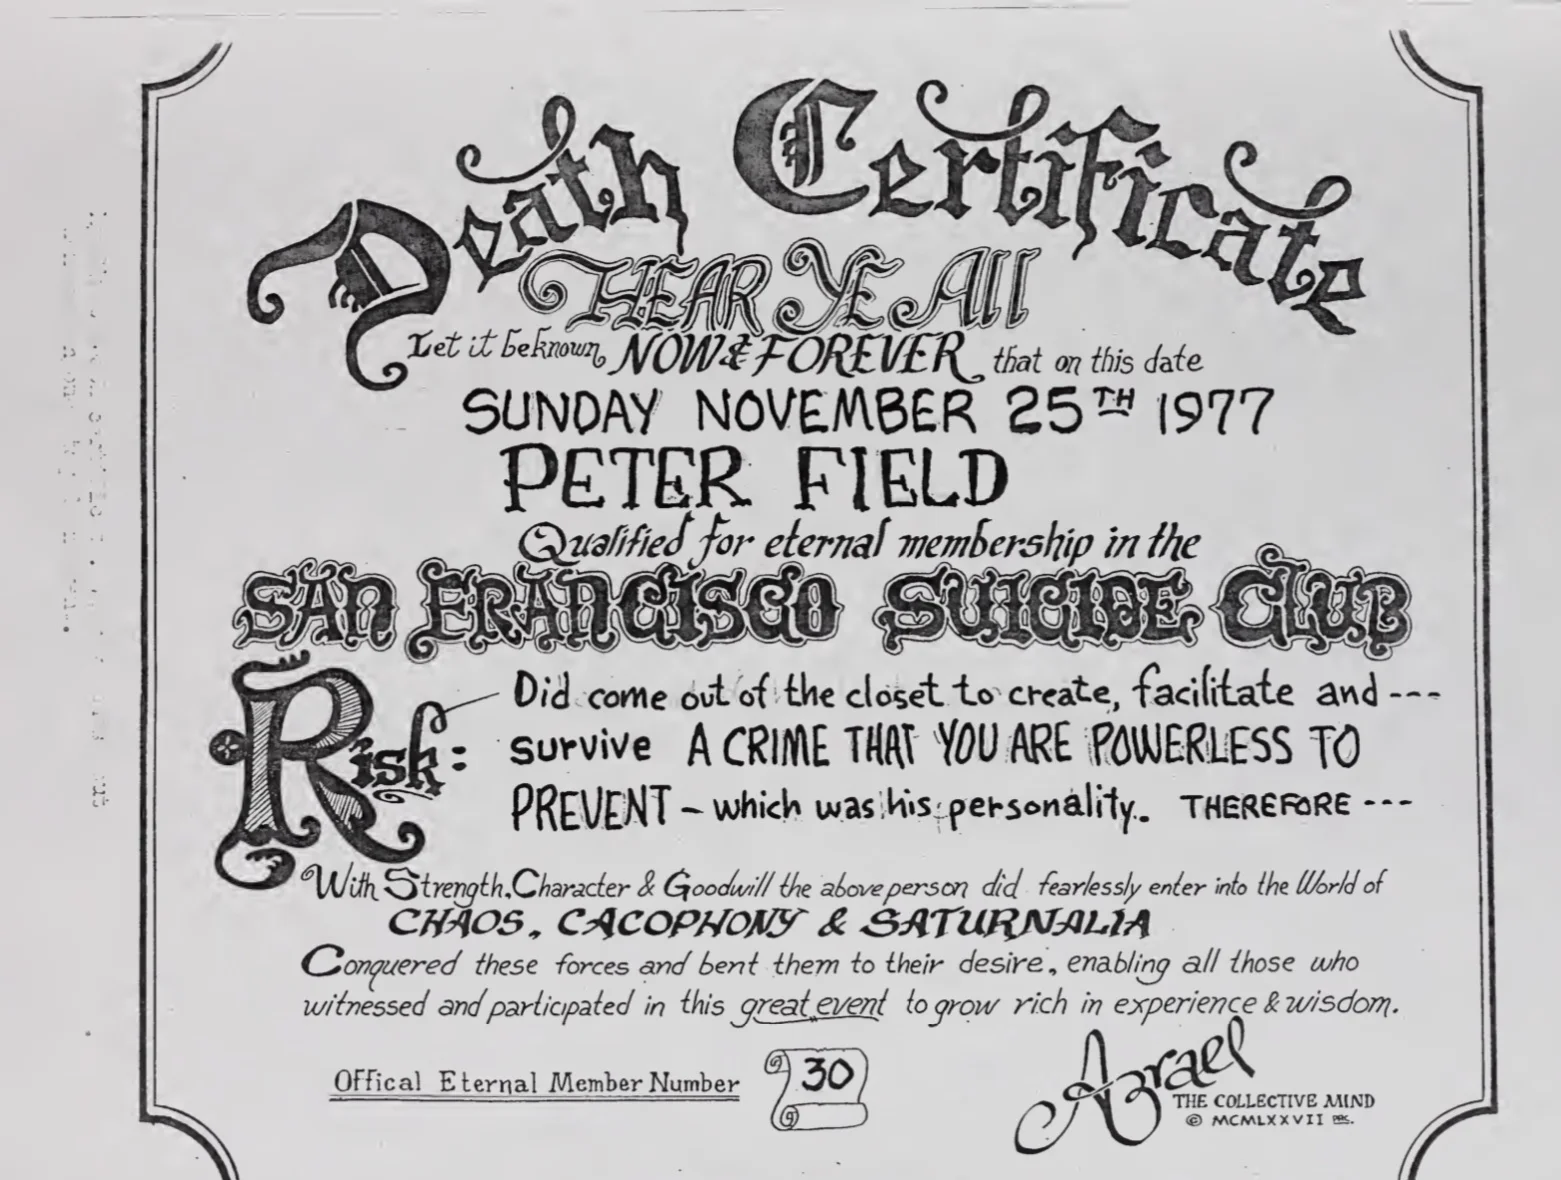 Death Certificate
HEAR YE All
Let it be known NOW & FOREVER that on this date
SUNDAY NOVEMBER 25TH 1977
PETER FIELD
Qualified for eternal membership in the
SAN FRANCISCO SUICIDE CLUB
Risk: Did come out of the closet to create, facilitate and ---
survive A CRIME THAT YOU ARE POWERLESS TO
PREVENT – which was his personality. THEREFORE ---
With Strength, Character & Goodwill the above person did fearlessly enter into the World of
CHAOS, CACOPHONY & SATURNALIA
Conquered these forces and bent them to their desire, enabling all those who
witnessed and participated in this great event to grow rich in experience & wisdom.
Offical Eternal Member Number 30
Azrael
THE COLLECTIVE MIND
© MCMLXXVII